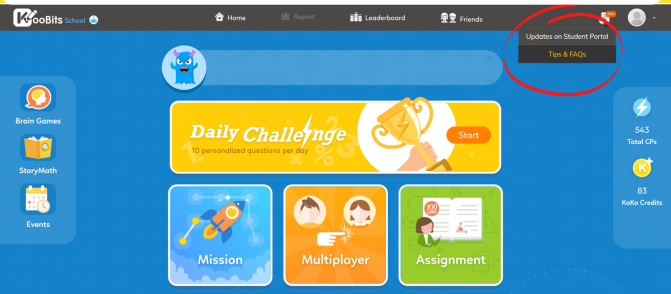 KooBits School
Home
Report
Leaderboard
Friends
Updates on Student Portal
Tips & FAQs
Brain Games
StoryMath
Events
Daily Challenge
10 personalized questions per day
Start
543
Total CPs
83
KoKo Credits
Mission
Multiplayer
Assignment
100